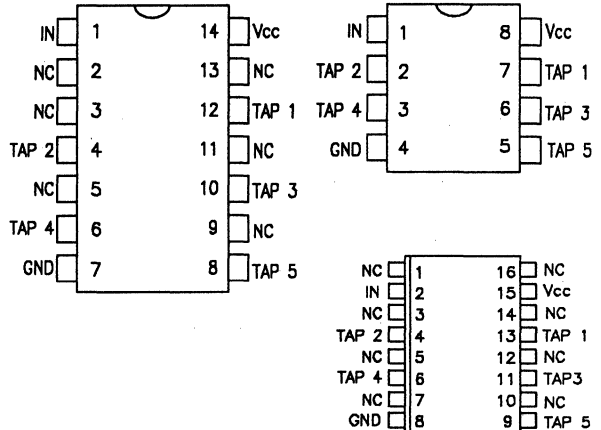 IN 1 14 Vcc
NC 2 13 NC
NC 3 12 TAP 1
TAP 2 4 11 NC
NC 5 10 TAP 3
TAP 4 6 9 NC
GND 7 8 TAP 5
IN 1 8 Vcc
TAP 2 2 7 TAP 1
TAP 4 3 6 TAP 3
GND 4 5 TAP 5
NC 1 16 NC
IN 2 15 Vcc
NC 3 14 NC
TAP 2 4 13 TAP 1
NC 5 12 NC
TAP 4 6 11 TAP3
NC 7 10 NC
GND 8 9 TAP 5